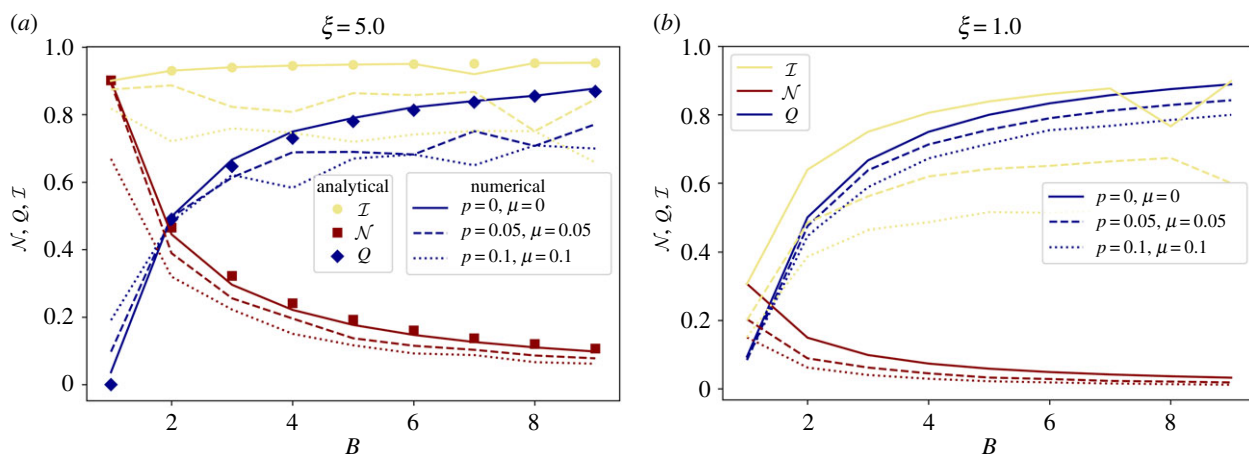 (a)
ξ = 5.0
1.0
0.8
0.6
0.4
0.2
0
𝒩, Q, ℐ
analytical
ℐ
𝒩
Q
numerical
p = 0, μ = 0
p = 0.05, μ = 0.05
p = 0.1, μ = 0.1
2
4
6
8
B
(b)
ξ = 1.0
1.0
0.8
0.6
0.4
0.2
0
𝒩, Q, ℐ
ℐ
𝒩
Q
p = 0, μ = 0
p = 0.05, μ = 0.05
p = 0.1, μ = 0.1
2
4
6
8
B